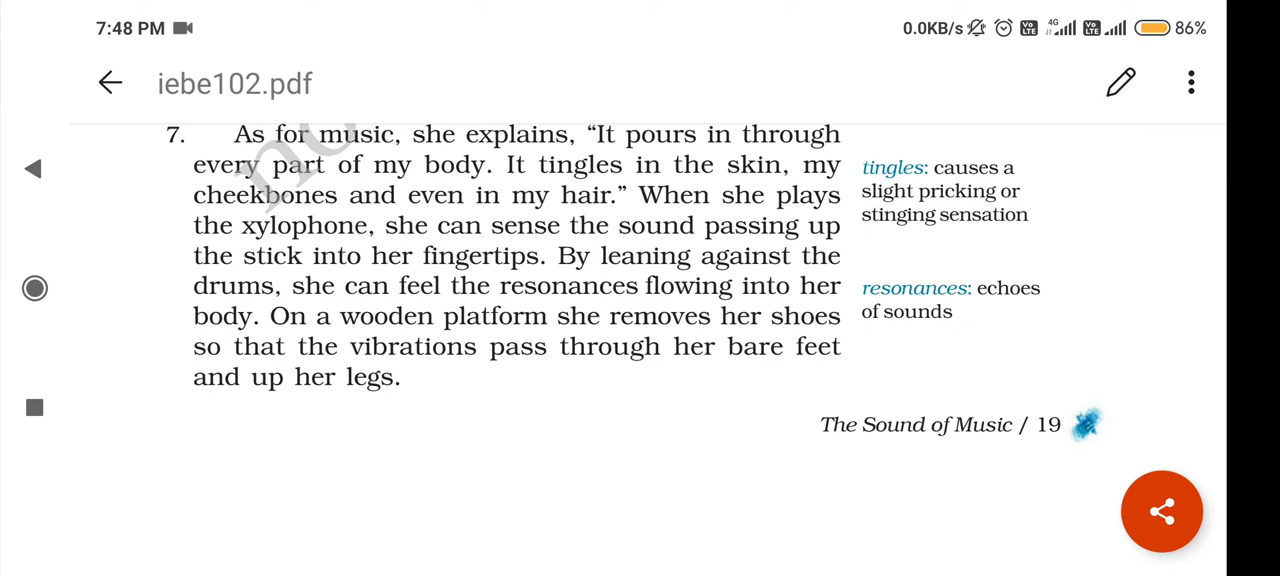 7:48 PM 0.0KB/s 4G Vo LTE Vo LTE 86%
iebe102.pdf
7. As for music, she explains, “It pours in through
every part of my body. It tingles in the skin, my
cheekbones and even in my hair.” When she plays
the xylophone, she can sense the sound passing up
the stick into her fingertips. By leaning against the
drums, she can feel the resonances flowing into her
body. On a wooden platform she removes her shoes
so that the vibrations pass through her bare feet
and up her legs.
tingles: causes a
slight pricking or
stinging sensation
resonances: echoes
of sounds
The Sound of Music / 19